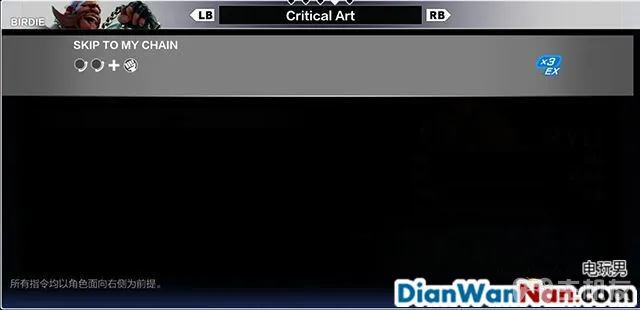 BIRDIE
LB Critical Art RB
SKIP TO MY CHAIN
+
×3
EX
所有指令均以角色面向右侧为前提。
电玩男
DianWanNan.com